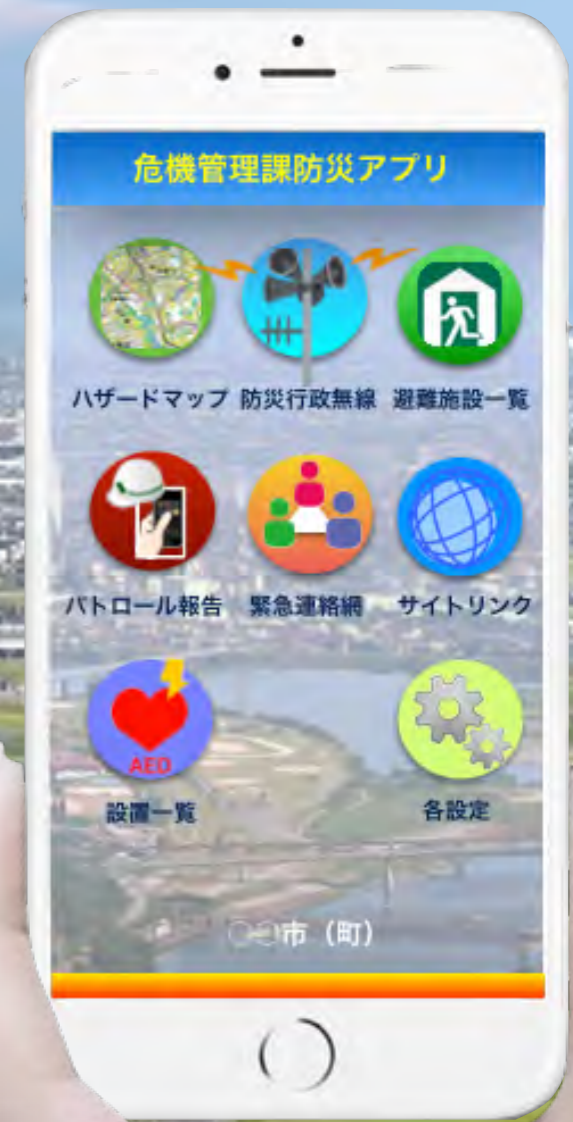 危機管理課防災アプリ
ハザードマップ 防災行政無線 避難施設一覧
パトロール報告 緊急連絡網 サイトリンク
AED
設置一覧 各設定
〇〇市（町）